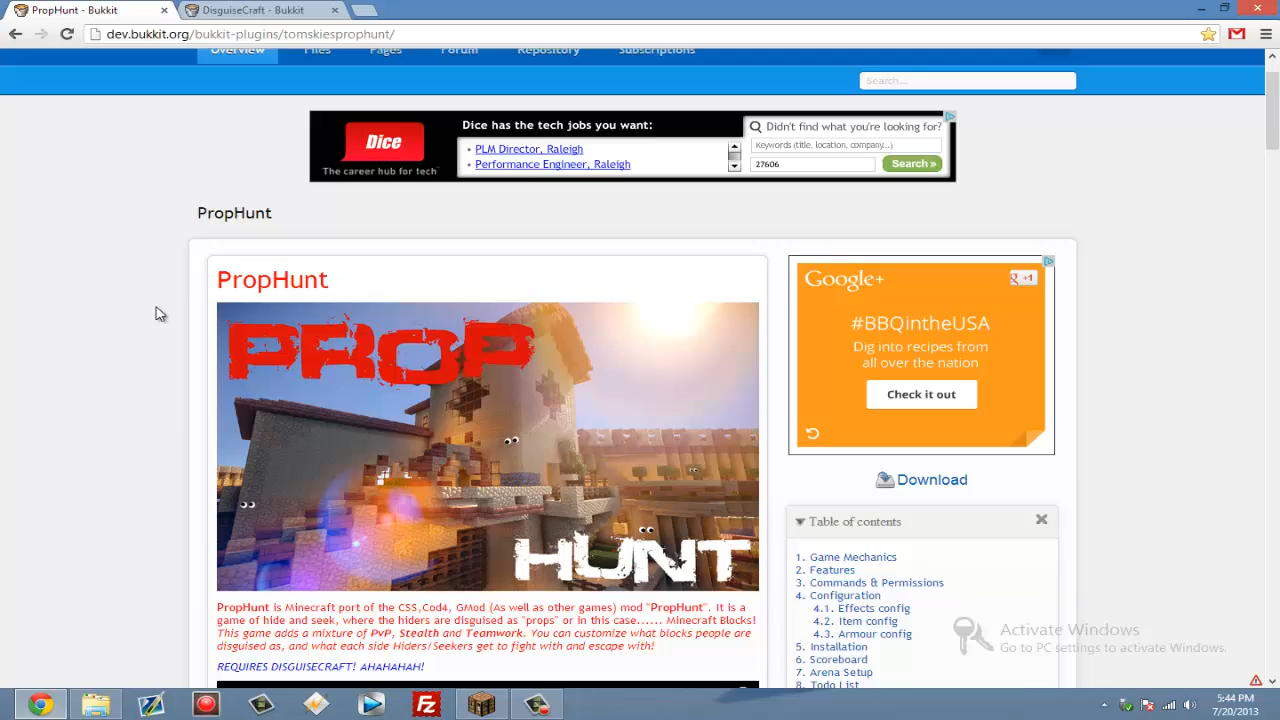 PropHunt - Bukkit
DisguiseCraft - Bukkit
dev.bukkit.org/bukkit-plugins/tomskiesprophunt/
Overview Files Pages Forum Repository Subscriptions
Search...
Dice
The career hub for tech™
Dice has the tech jobs you want:
• PLM Director, Raleigh
• Performance Engineer, Raleigh
Didn't find what you're looking for?
Keywords (title, location, company...)
27606
Search »
PropHunt
PropHunt
PROP
HUNT
PropHunt is Minecraft port of the CSS,Cod4, GMod (As well as other games) mod "PropHunt". It is a
game of hide and seek, where the hiders are disguised as "props" or in this case...... Minecraft Blocks!
This game adds a mixture of PvP, Stealth and Teamwork. You can customize what blocks people are
disguised as, and what each side Hiders/Seekers get to fight with and escape with!
REQUIRES DISGUISECRAFT! AHAHAHAH!
Google+
g +1
#BBQintheUSA
Dig into recipes from
all over the nation
Check it out
Download
Table of contents
1. Game Mechanics
2. Features
3. Commands & Permissions
4. Configuration
4.1. Effects config
4.2. Item config
4.3. Armour config
5. Installation
6. Scoreboard
7. Arena Setup
8. Todo List
Activate Windows
Go to PC settings to activate Windows.
Fz
5:44 PM
7/20/2013